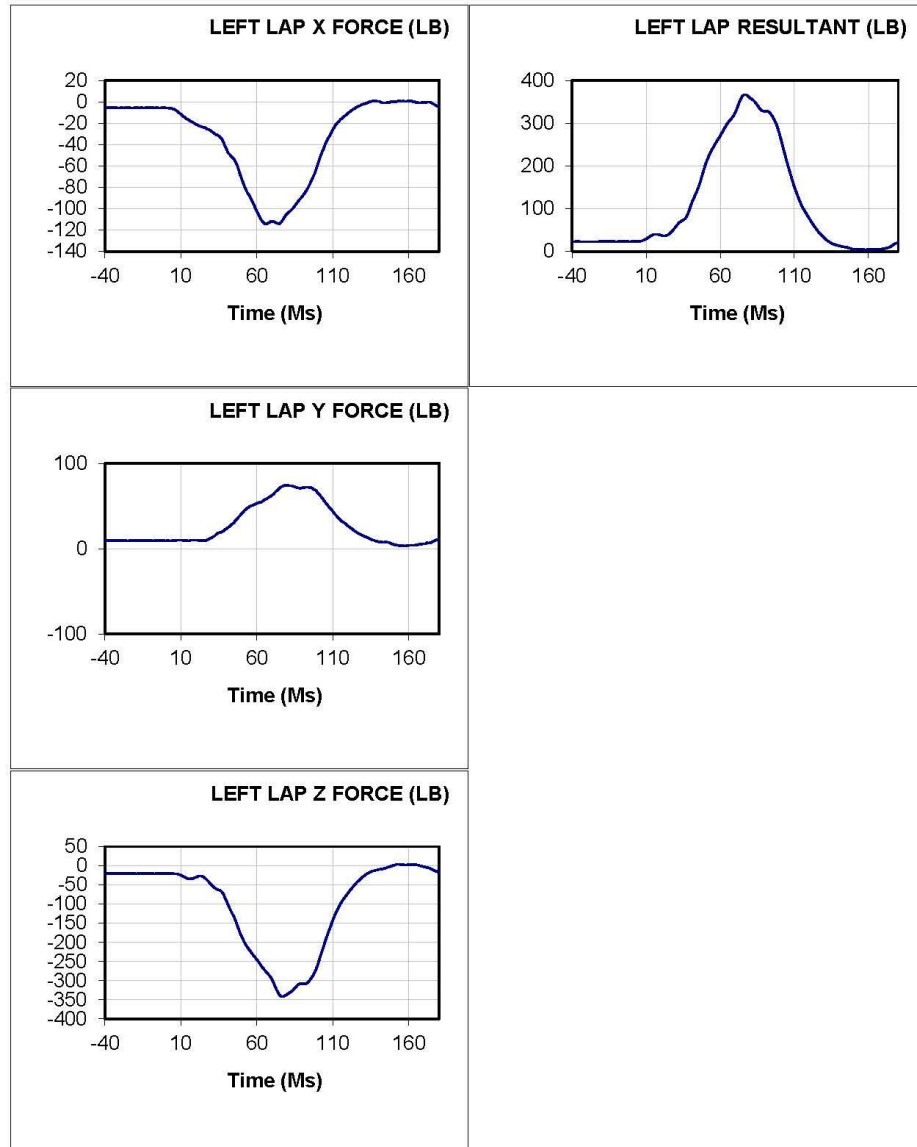 LEFT LAP X FORCE (LB)
20
0
-20
-40
-60
-80
-100
-120
-140
-40 10 60 110 160
Time (Ms)
LEFT LAP RESULTANT (LB)
400
300
200
100
0
-40 10 60 110 160
Time (Ms)
LEFT LAP Y FORCE (LB)
100
0
-100
-40 10 60 110 160
Time (Ms)
LEFT LAP Z FORCE (LB)
50
0
-50
-100
-150
-200
-250
-300
-350
-400
-40 10 60 110 160
Time (Ms)